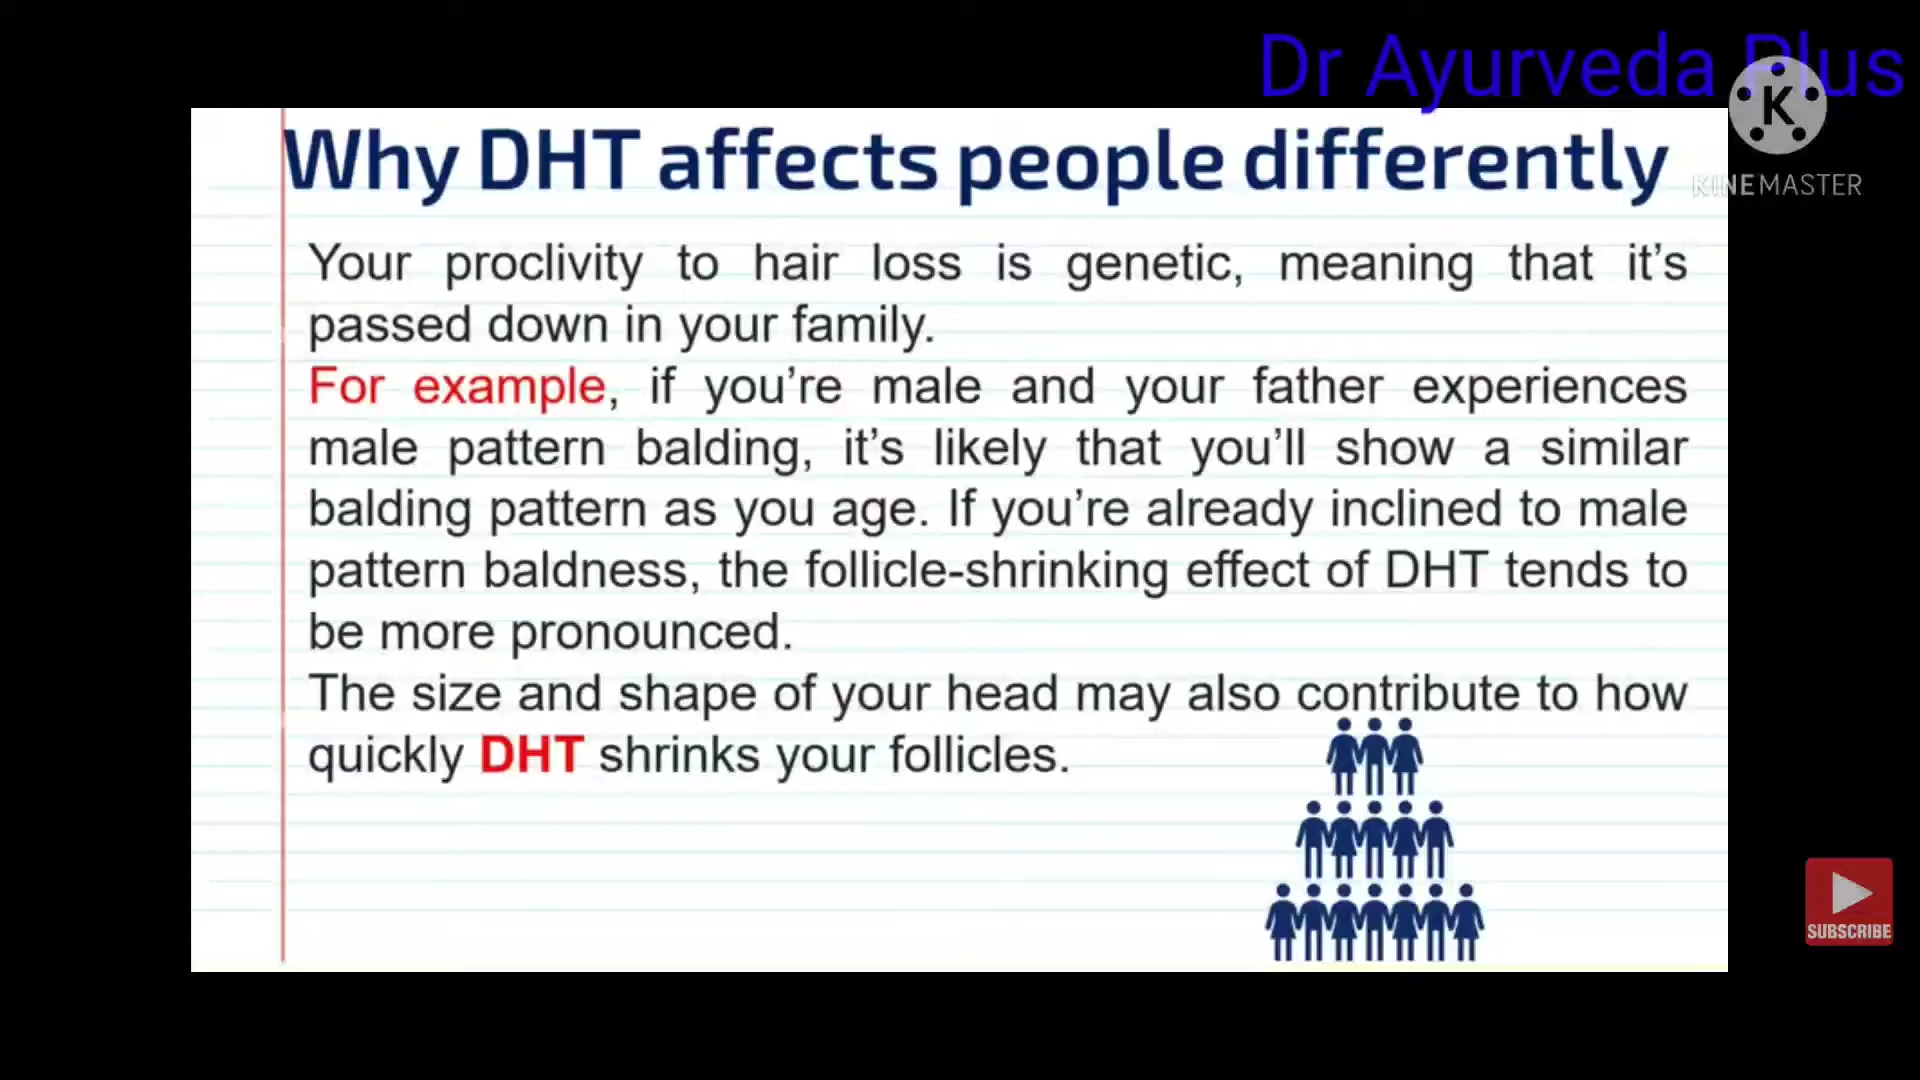 Dr Ayurveda Plus
K
KINEMASTER
Why DHT affects people differently
Your proclivity to hair loss is genetic, meaning that it’s
passed down in your family.
For example, if you’re male and your father experiences
male pattern balding, it’s likely that you’ll show a similar
balding pattern as you age. If you’re already inclined to male
pattern baldness, the follicle-shrinking effect of DHT tends to
be more pronounced.
The size and shape of your head may also contribute to how
quickly DHT shrinks your follicles.
SUBSCRIBE